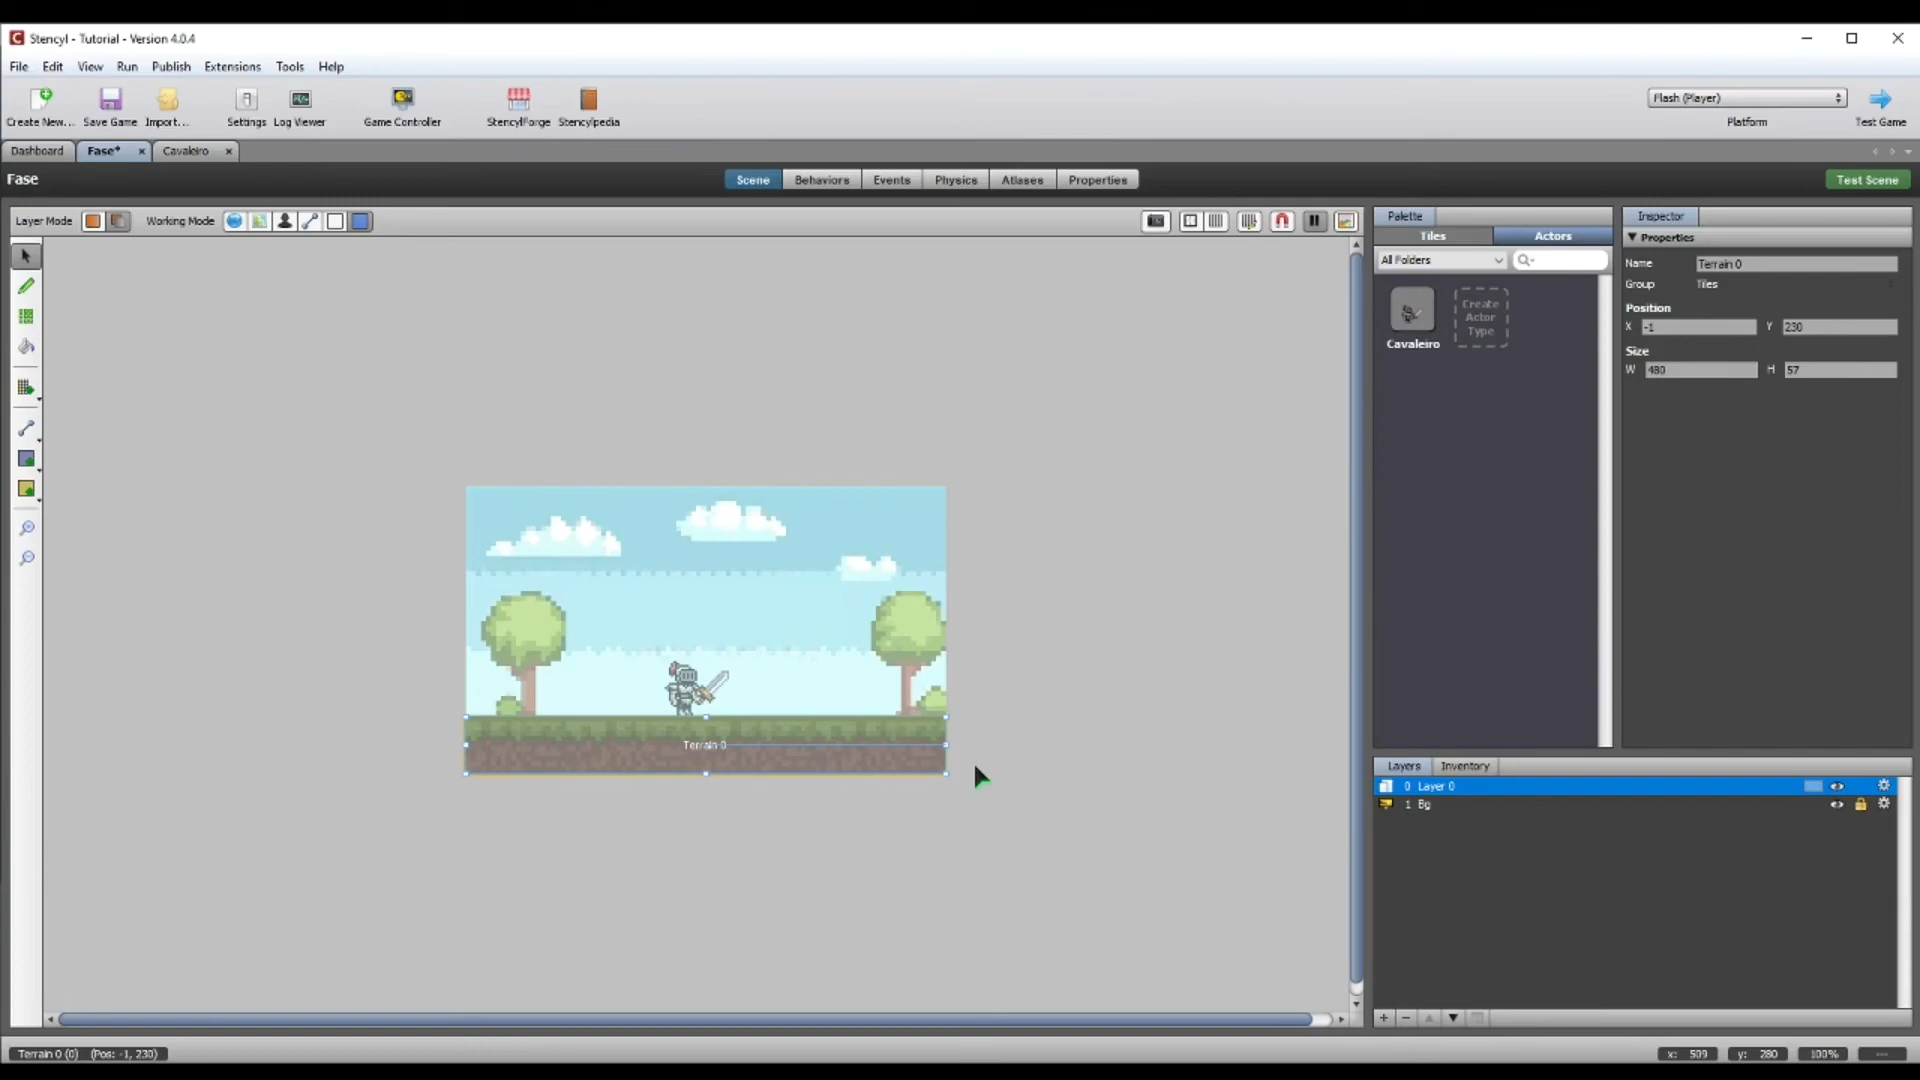 Stencyl - Tutorial - Version 4.0.4
File Edit View Run Publish Extensions Tools Help
Create New... Save Game Import... Settings Log Viewer Game Controller StencylForge Stencylpedia
Flash (Player)
Platform
Test Game
Dashboard Fase* Cavaleiro
Fase
Scene Behaviors Events Physics Atlases Properties
Test Scene
Layer Mode Working Mode
Palette
Tiles Actors
All Folders
Create
Actor
Type
Cavaleiro
Inspector
Properties
Name Terrain 0
Group Tiles
Position
X -1 Y 230
Size
W 480 H 57
Terrain 0
Layers Inventory
0 Layer 0
1 Bg
Terrain 0 (0) (Pos: -1, 230)
x: 509 y: 280 100% ---